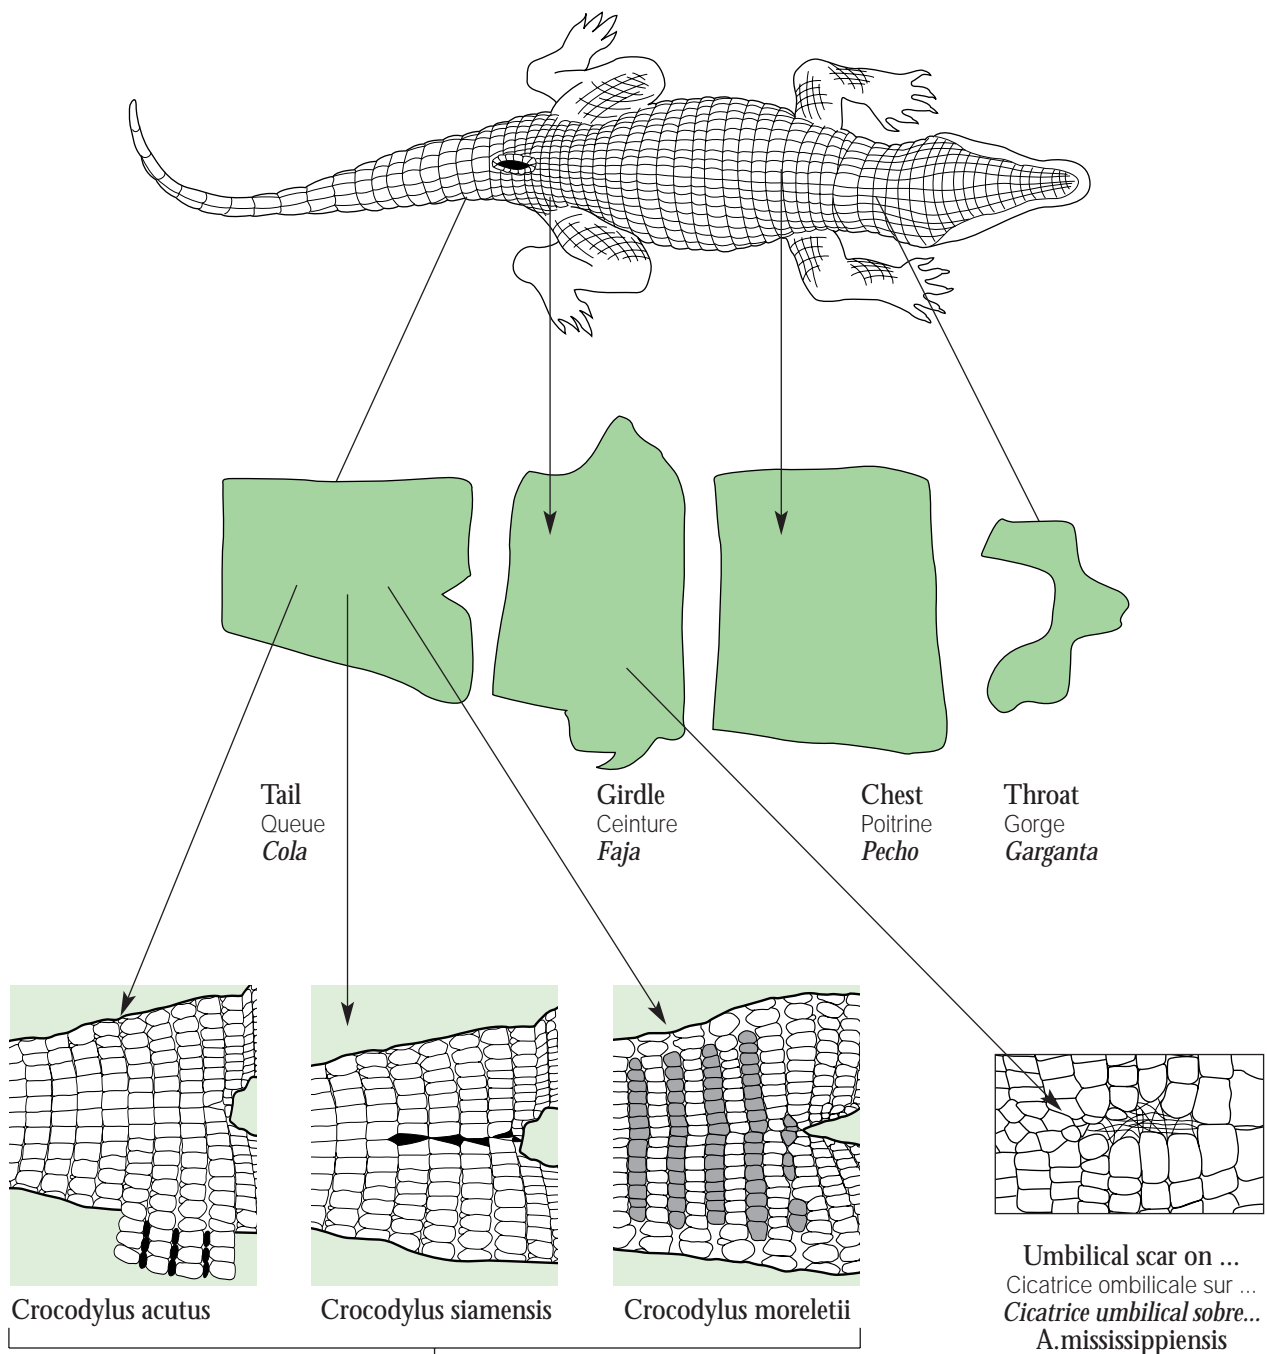 Tail
Queue
Cola
Girdle
Ceinture
Faja
Chest
Poitrine
Pecho
Throat
Gorge
Garganta
Crocodylus acutus
Crocodylus siamensis
Crocodylus moreletii
Umbilical scar on ...
Cicatrice ombilicale sur ...
Cicatrice umbilical sobre...
A.mississippiensis